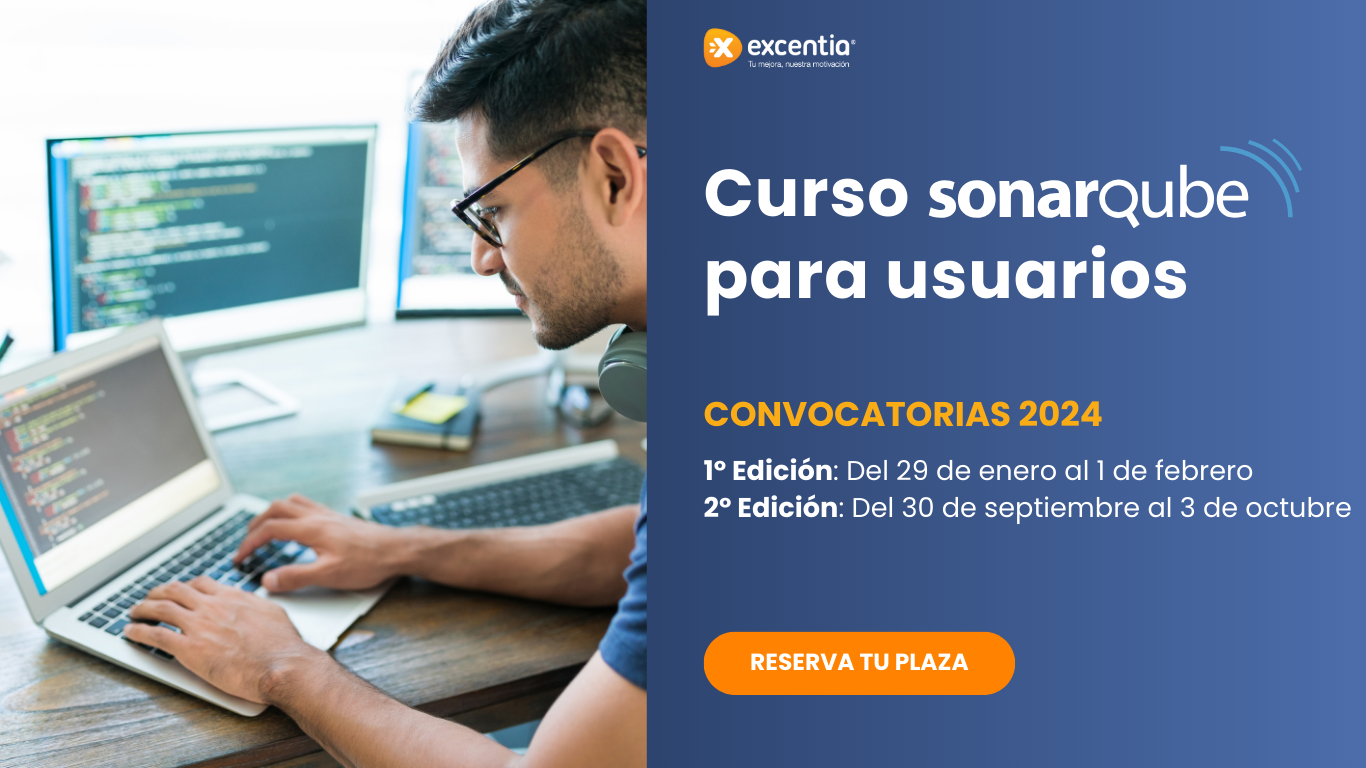 excentia®
Tu mejora, nuestra motivación
Curso sonarqube
para usuarios
CONVOCATORIAS 2024
1º Edición: Del 29 de enero al 1 de febrero
2º Edición: Del 30 de septiembre al 3 de octubre
RESERVA TU PLAZA